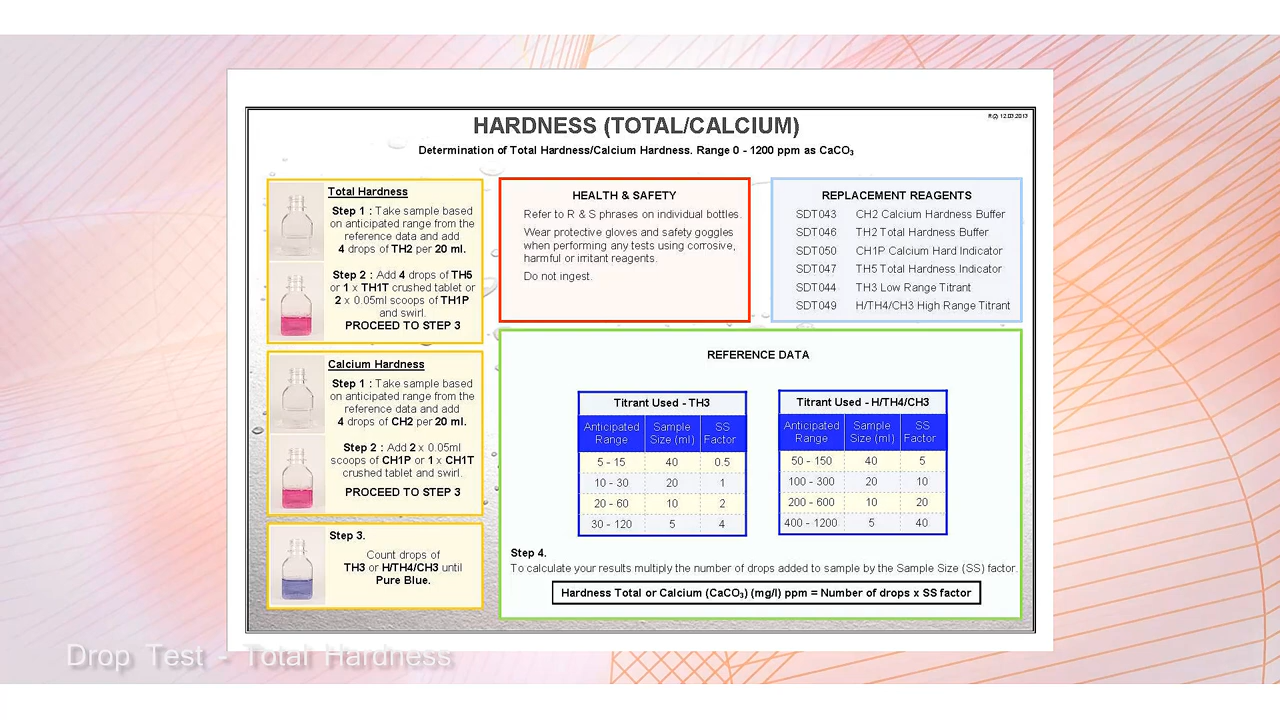 HARDNESS (TOTAL/CALCIUM)
Determination of Total Hardness/Calcium Hardness. Range 0 - 1200 ppm as CaCO3
Total Hardness
Step 1 : Take sample based
on anticipated range from the
reference data and add
4 drops of TH2 per 20 ml.
Step 2 : Add 4 drops of TH5
or 1 x TH1T crushed tablet or
2 x 0.05ml scoops of TH1P
and swirl.
PROCEED TO STEP 3
Calcium Hardness
Step 1 : Take sample based
on anticipated range from the
reference data and add
4 drops of CH2 per 20 ml.
Step 2 : Add 2 x 0.05ml
scoops of CH1P or 1 x CH1T
crushed tablet and swirl.
PROCEED TO STEP 3
Step 3.
Count drops of
TH3 or H/TH4/CH3 until
Pure Blue.
HEALTH & SAFETY
Refer to R & S phrases on individual bottles.
Wear protective gloves and safety goggles
when performing any tests using corrosive,
harmful or irritant reagents.
Do not ingest.
REPLACEMENT REAGENTS
SDT043 CH2 Calcium Hardness Buffer
SDT046 TH2 Total Hardness Buffer
SDT050 CH1P Calcium Hard Indicator
SDT047 TH5 Total Hardness Indicator
SDT044 TH3 Low Range Titrant
SDT049 H/TH4/CH3 High Range Titrant
REFERENCE DATA
Titrant Used - TH3
Anticipated Range Sample Size (ml) SS Factor
5 - 15 40 0.5
10 - 30 20 1
20 - 60 10 2
30 - 120 5 4
Titrant Used - H/TH4/CH3
Anticipated Range Sample Size (ml) SS Factor
50 - 150 40 5
100 - 300 20 10
200 - 600 10 20
400 - 1200 5 40
Step 4.
To calculate your results multiply the number of drops added to sample by the Sample Size (SS) factor.
Hardness Total or Calcium (CaCO3) (mg/l) ppm = Number of drops x SS factor
Drop Test - Total Hardness